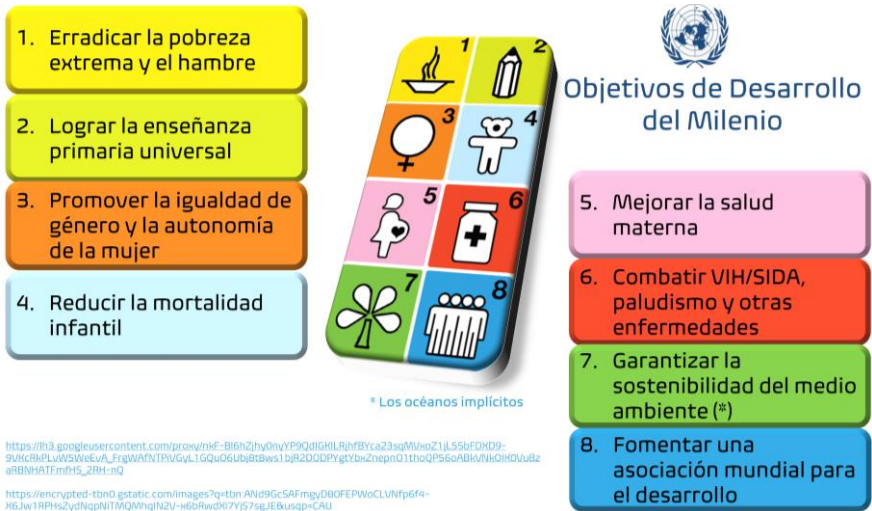 1. Erradicar la pobreza
extrema y el hambre
2. Lograr la enseñanza
primaria universal
3. Promover la igualdad de
género y la autonomía
de la mujer
4. Reducir la mortalidad
infantil
1 2
3 4
5 6
7 8
* Los océanos implícitos
Objetivos de Desarrollo
del Milenio
5. Mejorar la salud
materna
6. Combatir VIH/SIDA,
paludismo y otras
enfermedades
7. Garantizar la
sostenibilidad del medio
ambiente (*)
8. Fomentar una
asociación mundial para
el desarrollo